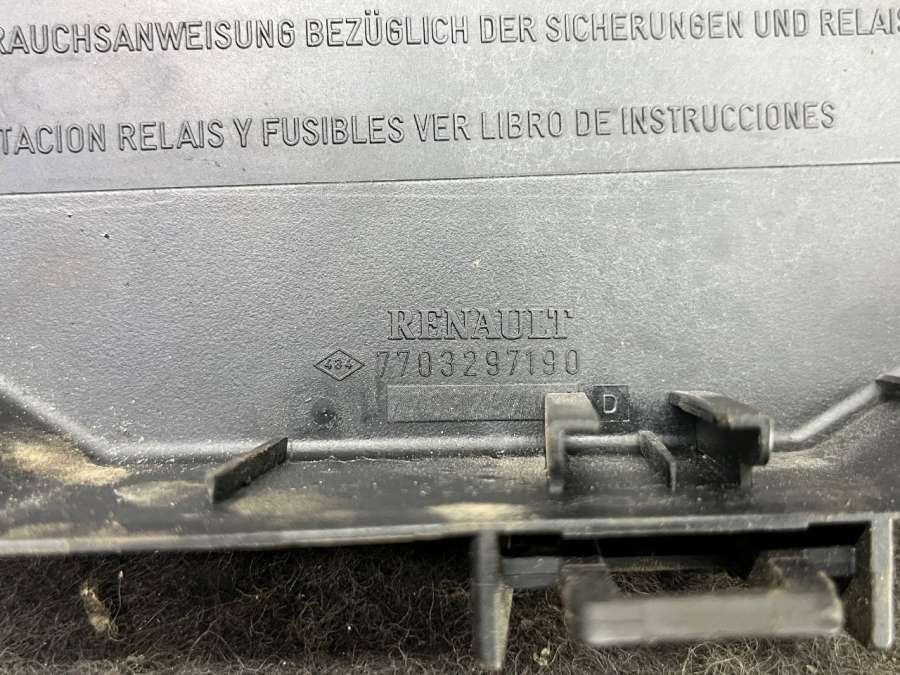 RAUCHSANWEISUNG BEZÜGLICH DER SICHERUNGEN UND RELAIS
TACION RELAIS Y FUSIBLES VER LIBRO DE INSTRUCCIONES
RENAULT
434 7703297190
D